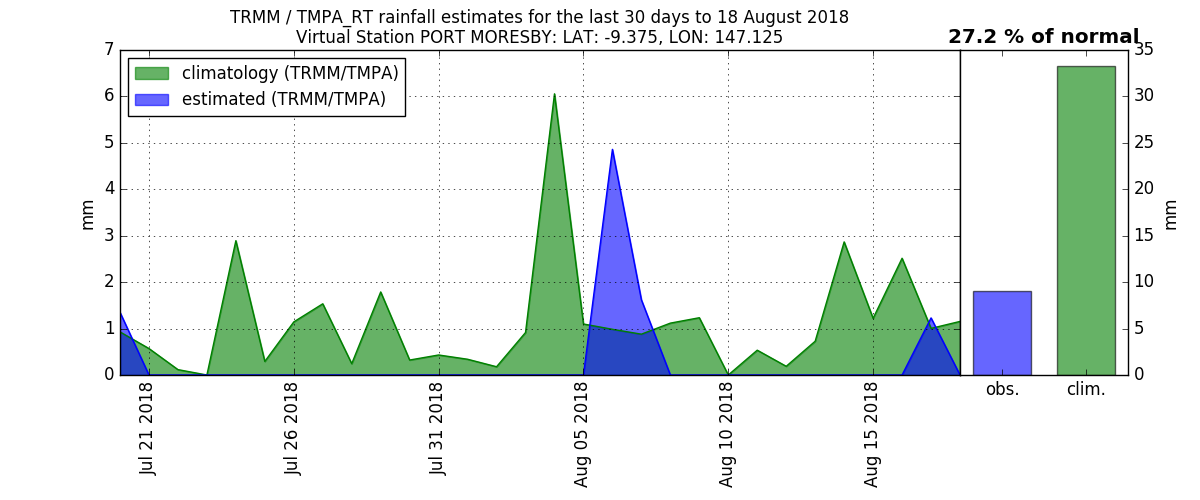 TRMM / TMPA_RT rainfall estimates for the last 30 days to 18 August 2018
Virtual Station PORT MORESBY: LAT: -9.375, LON: 147.125
27.2 % of normal
climatology (TRMM/TMPA)
estimated (TRMM/TMPA)
7
6
5
4
3
2
1
0
mm
Jul 21 2018
Jul 26 2018
Jul 31 2018
Aug 05 2018
Aug 10 2018
Aug 15 2018
obs.
clim.
35
30
25
20
15
10
5
0
mm